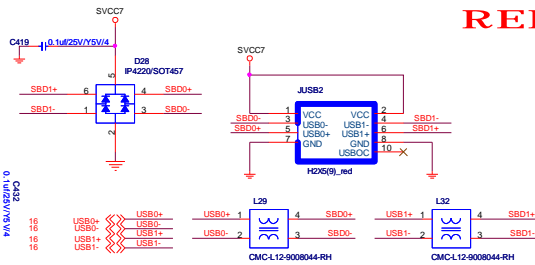 REI
SVCC7
C419
0.1uf/25V/Y5V/4
D28
IP4220/SOT457
5
SBD1+ 6 4 SBD0+
SBD1- 1 3 SBD0-
2
SVCC7
JUSB2
1 VCC VCC 2
SBD0- 3 USB0- USB1- 4 SBD1-
SBD0+ 5 USB0+ USB1+ 6 SBD1+
7 GND GND 8
USBOC 10
H2X5(9)_red
C432
0.1uf/25V/Y5V/4
16 USB0+ USB0+
16 USB0- USB0-
16 USB1+ USB1+
16 USB1- USB1-
L29
USB0+ 1 4 SBD0+
USB0- 2 3 SBD0-
CMC-L12-9008044-RH
L32
USB1+ 1 4 SBD1+
USB1- 2 3 SBD1-
CMC-L12-9008044-RH